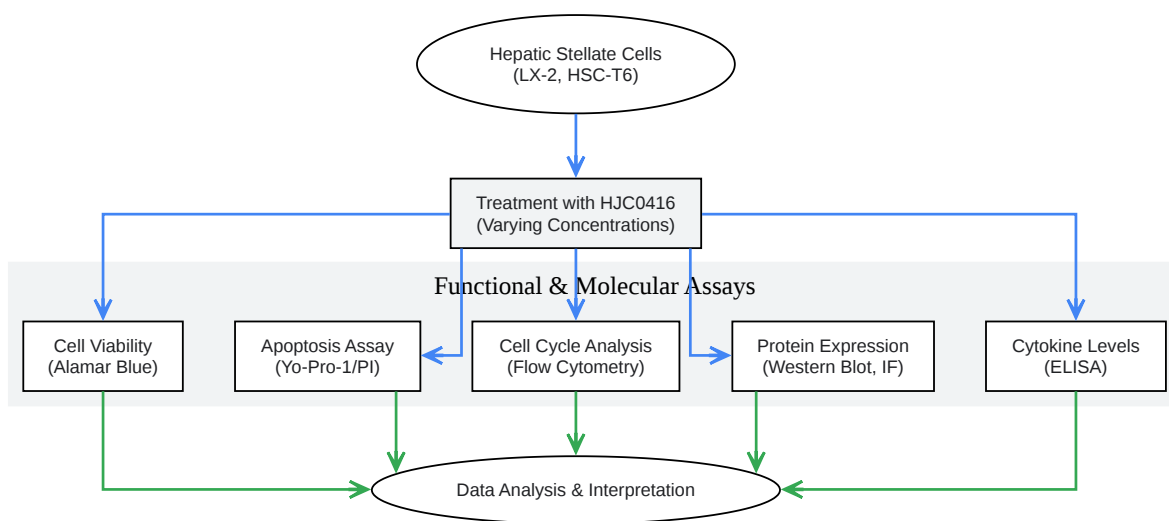 Hepatic Stellate Cells
(LX-2, HSC-T6)
Treatment with HJC0416
(Varying Concentrations)
Functional & Molecular Assays
Cell Viability
(Alamar Blue)
Apoptosis Assay
(Yo-Pro-1/PI)
Cell Cycle Analysis
(Flow Cytometry)
Protein Expression
(Western Blot, IF)
Cytokine Levels
(ELISA)
Data Analysis & Interpretation